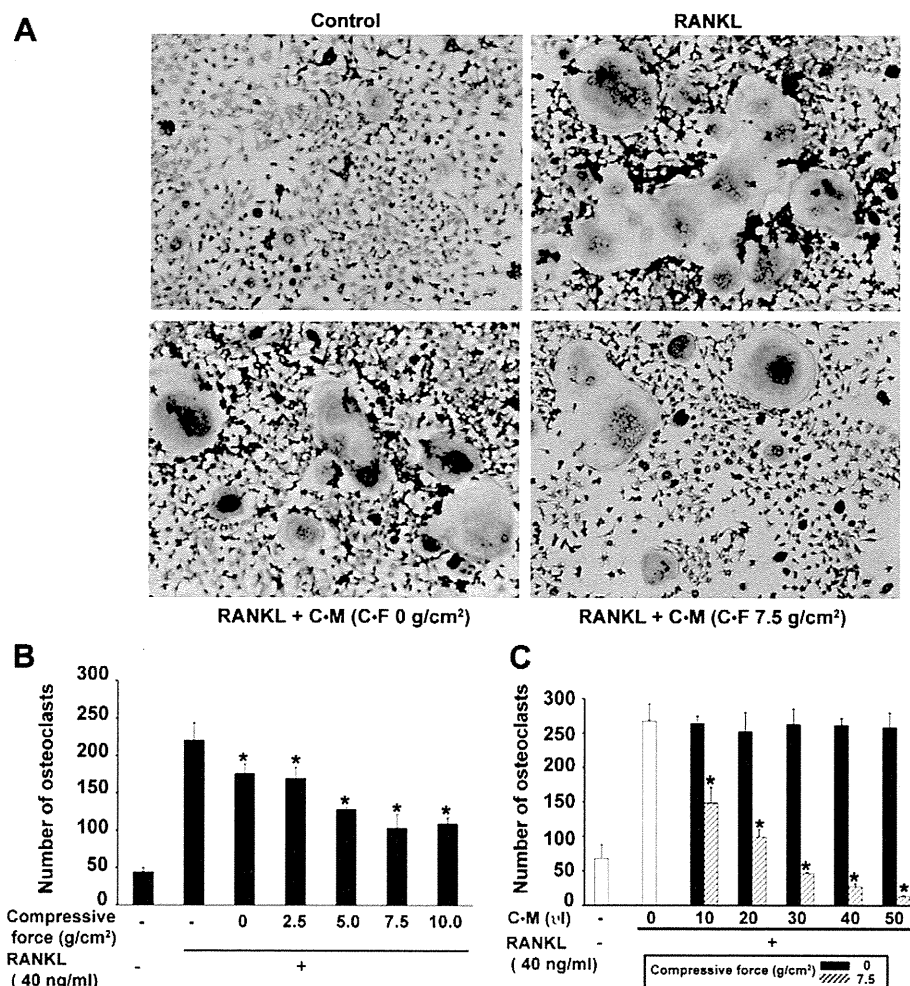 A
Control
RANKL
RANKL + C·M (C·F 0 g/cm²)
RANKL + C·M (C·F 7.5 g/cm²)
B
Number of osteoclasts
300
250
200
150
100
50
0
* * * * *
Compressive force (g/cm²)
- - 0 2.5 5.0 7.5 10.0
RANKL
( 40 ng/ml)
- +
C
Number of osteoclasts
300
250
200
150
100
50
0
* * * * *
C·M (υl)
- 0 10 20 30 40 50
RANKL
( 40 ng/ml)
- +
Compressive force (g/cm²)
0
7.5